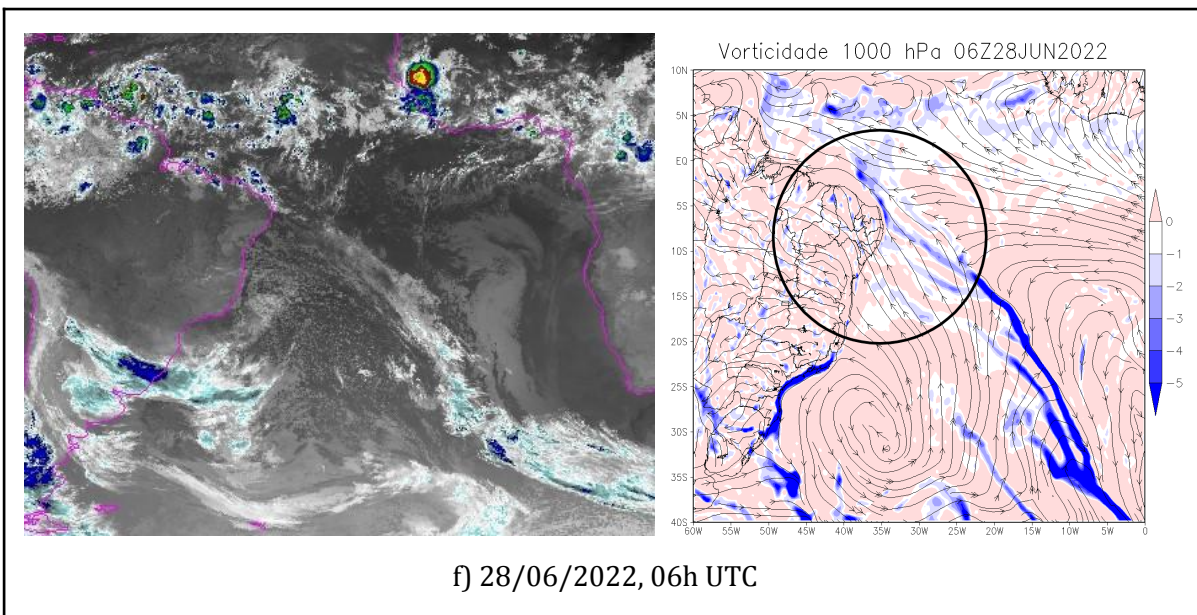 Vorticidade 1000 hPa 06Z28JUN2022
10N
5N
EQ
5S
10S
15S
20S
25S
30S
35S
40S
60W 55W 50W 45W 40W 35W 30W 25W 20W 15W 10W 5W 0
0
-1
-2
-3
-4
-5
f) 28/06/2022, 06h UTC